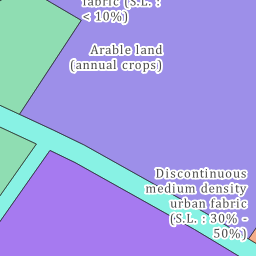 fabric (S.L. :
< 10%)
Arable land
(annual crops)
Discontinuous
medium density
urban fabric
(S.L. : 30% -
50%)